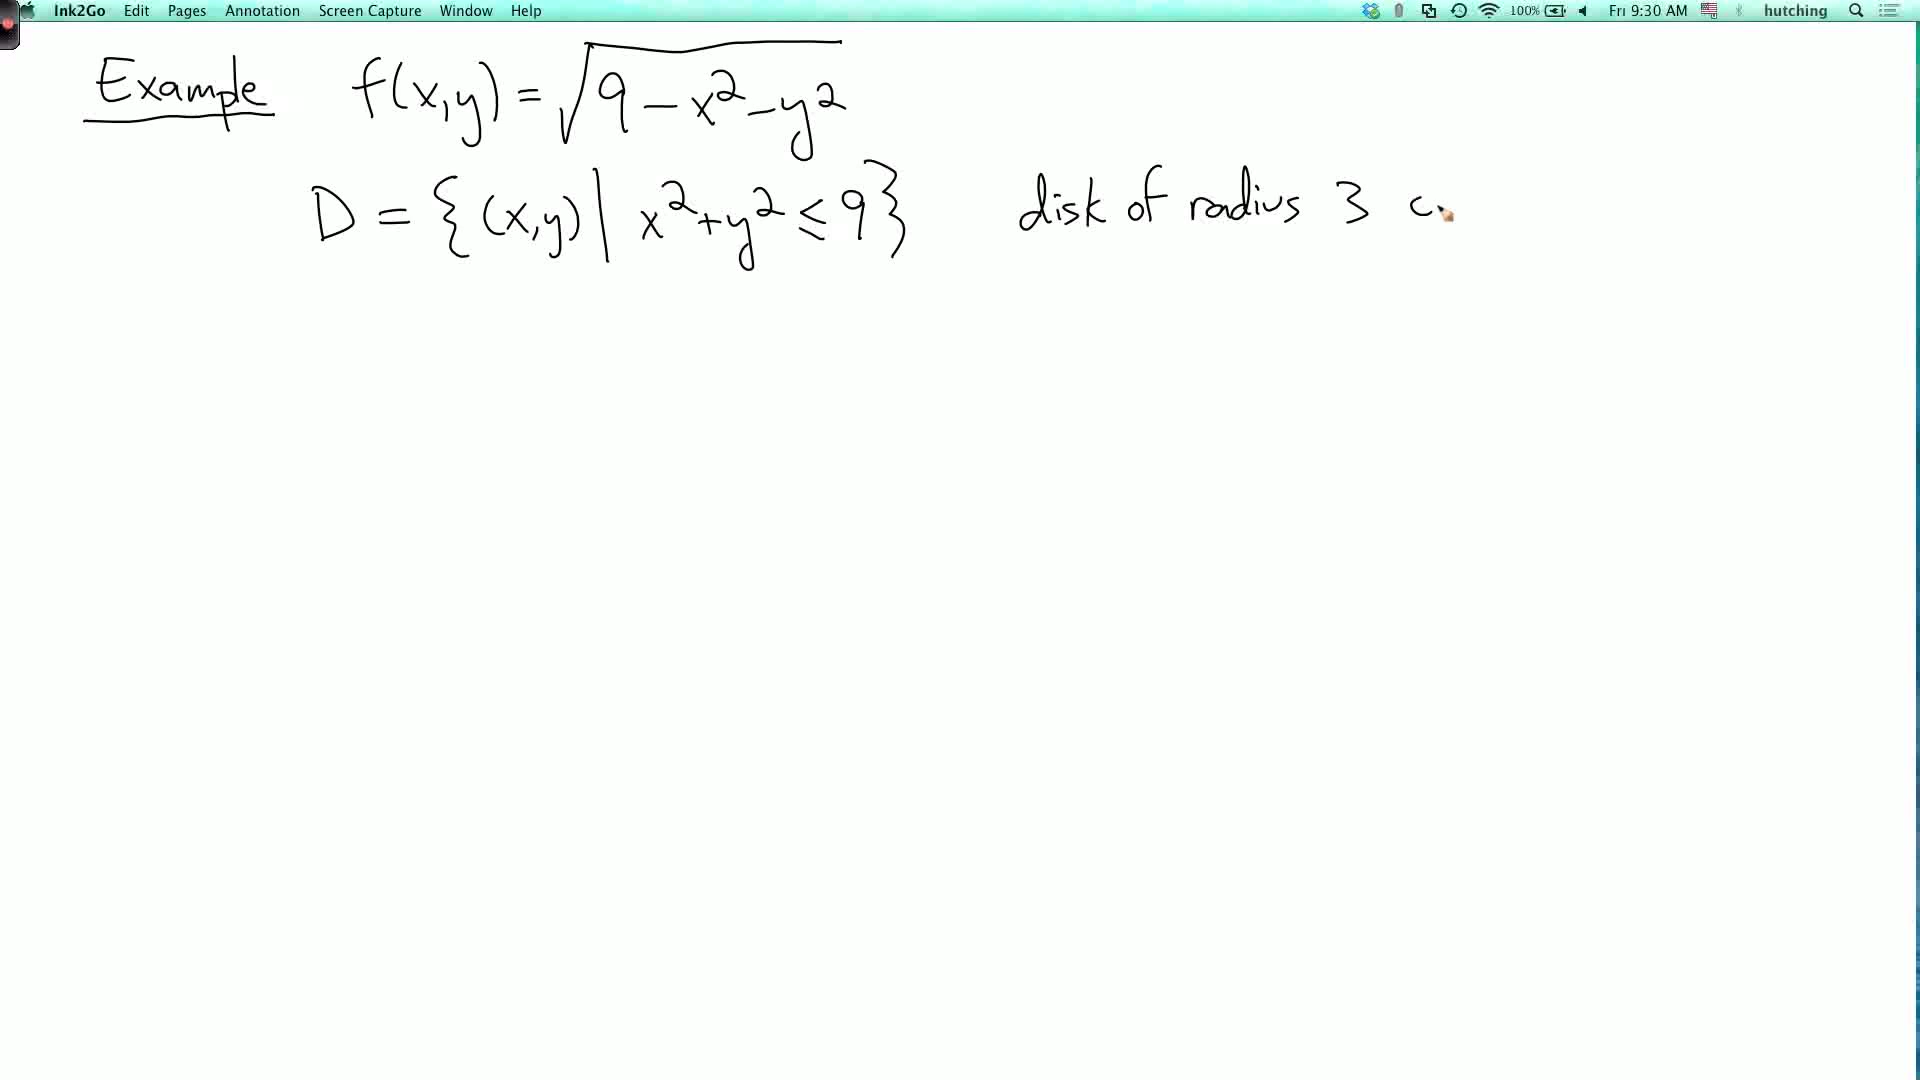 Ink2Go Edit Pages Annotation Screen Capture Window Help 100% Fri 9:30 AM hutching
Example f(x,y) = √(9 − x² − y²)
D = {(x,y) | x² + y² ≤ 9} disk of radius 3 c